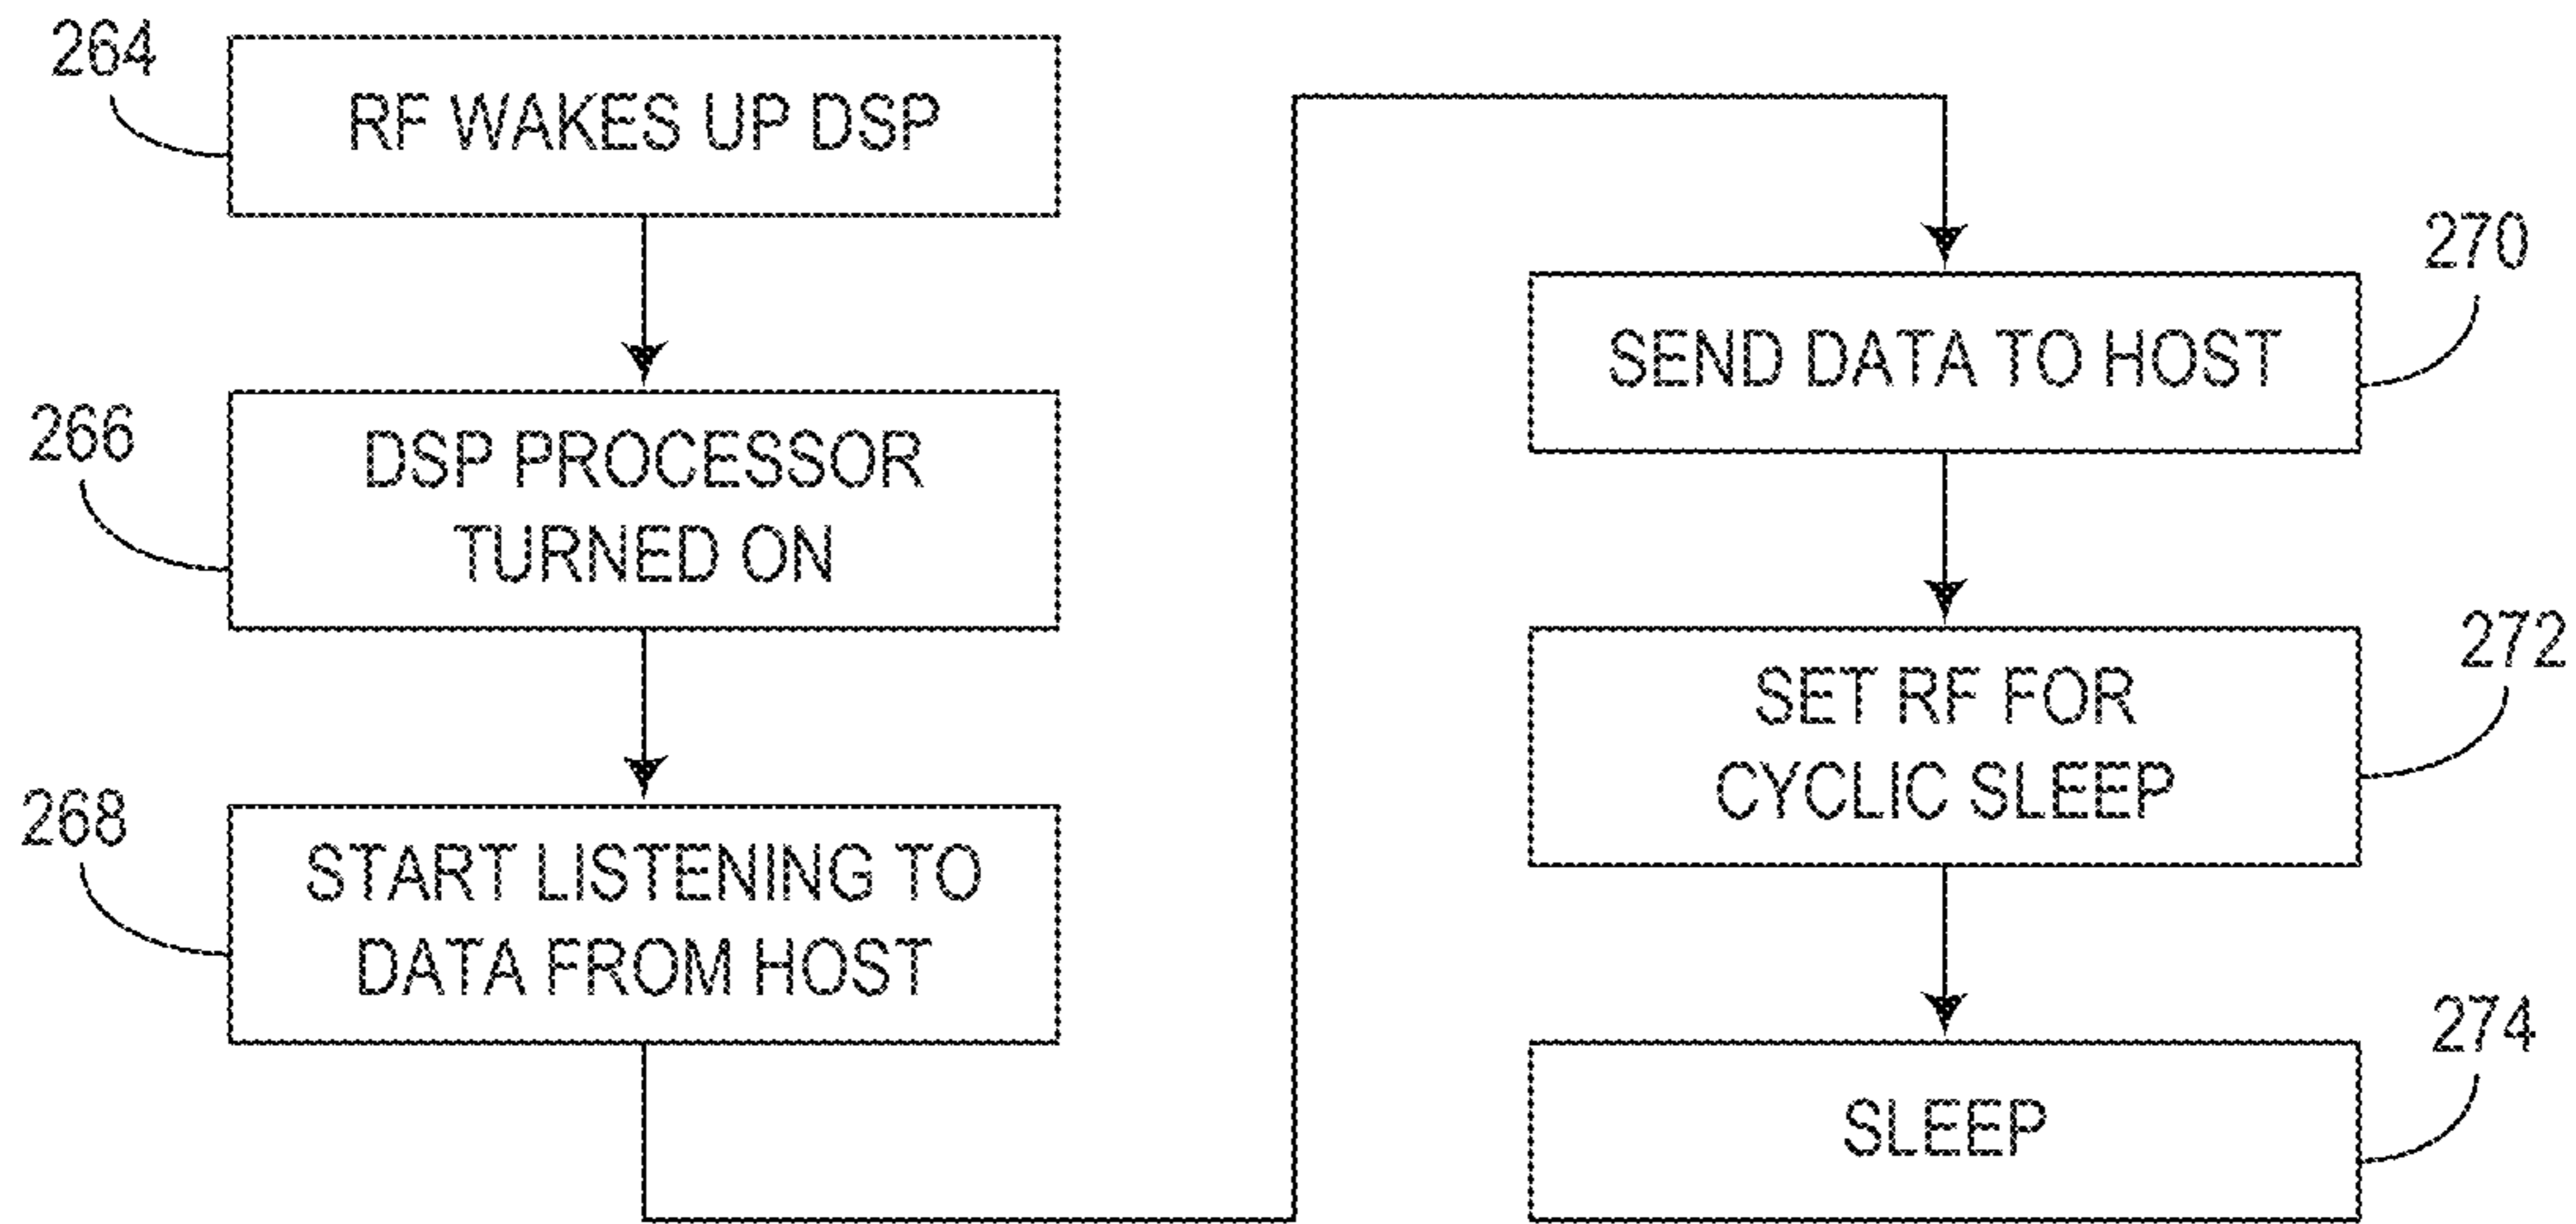 264
RF WAKES UP DSP
266
DSP PROCESSOR
TURNED ON
268
START LISTENING TO
DATA FROM HOST
270
SEND DATA TO HOST
272
SET RF FOR
CYCLIC SLEEP
274
SLEEP